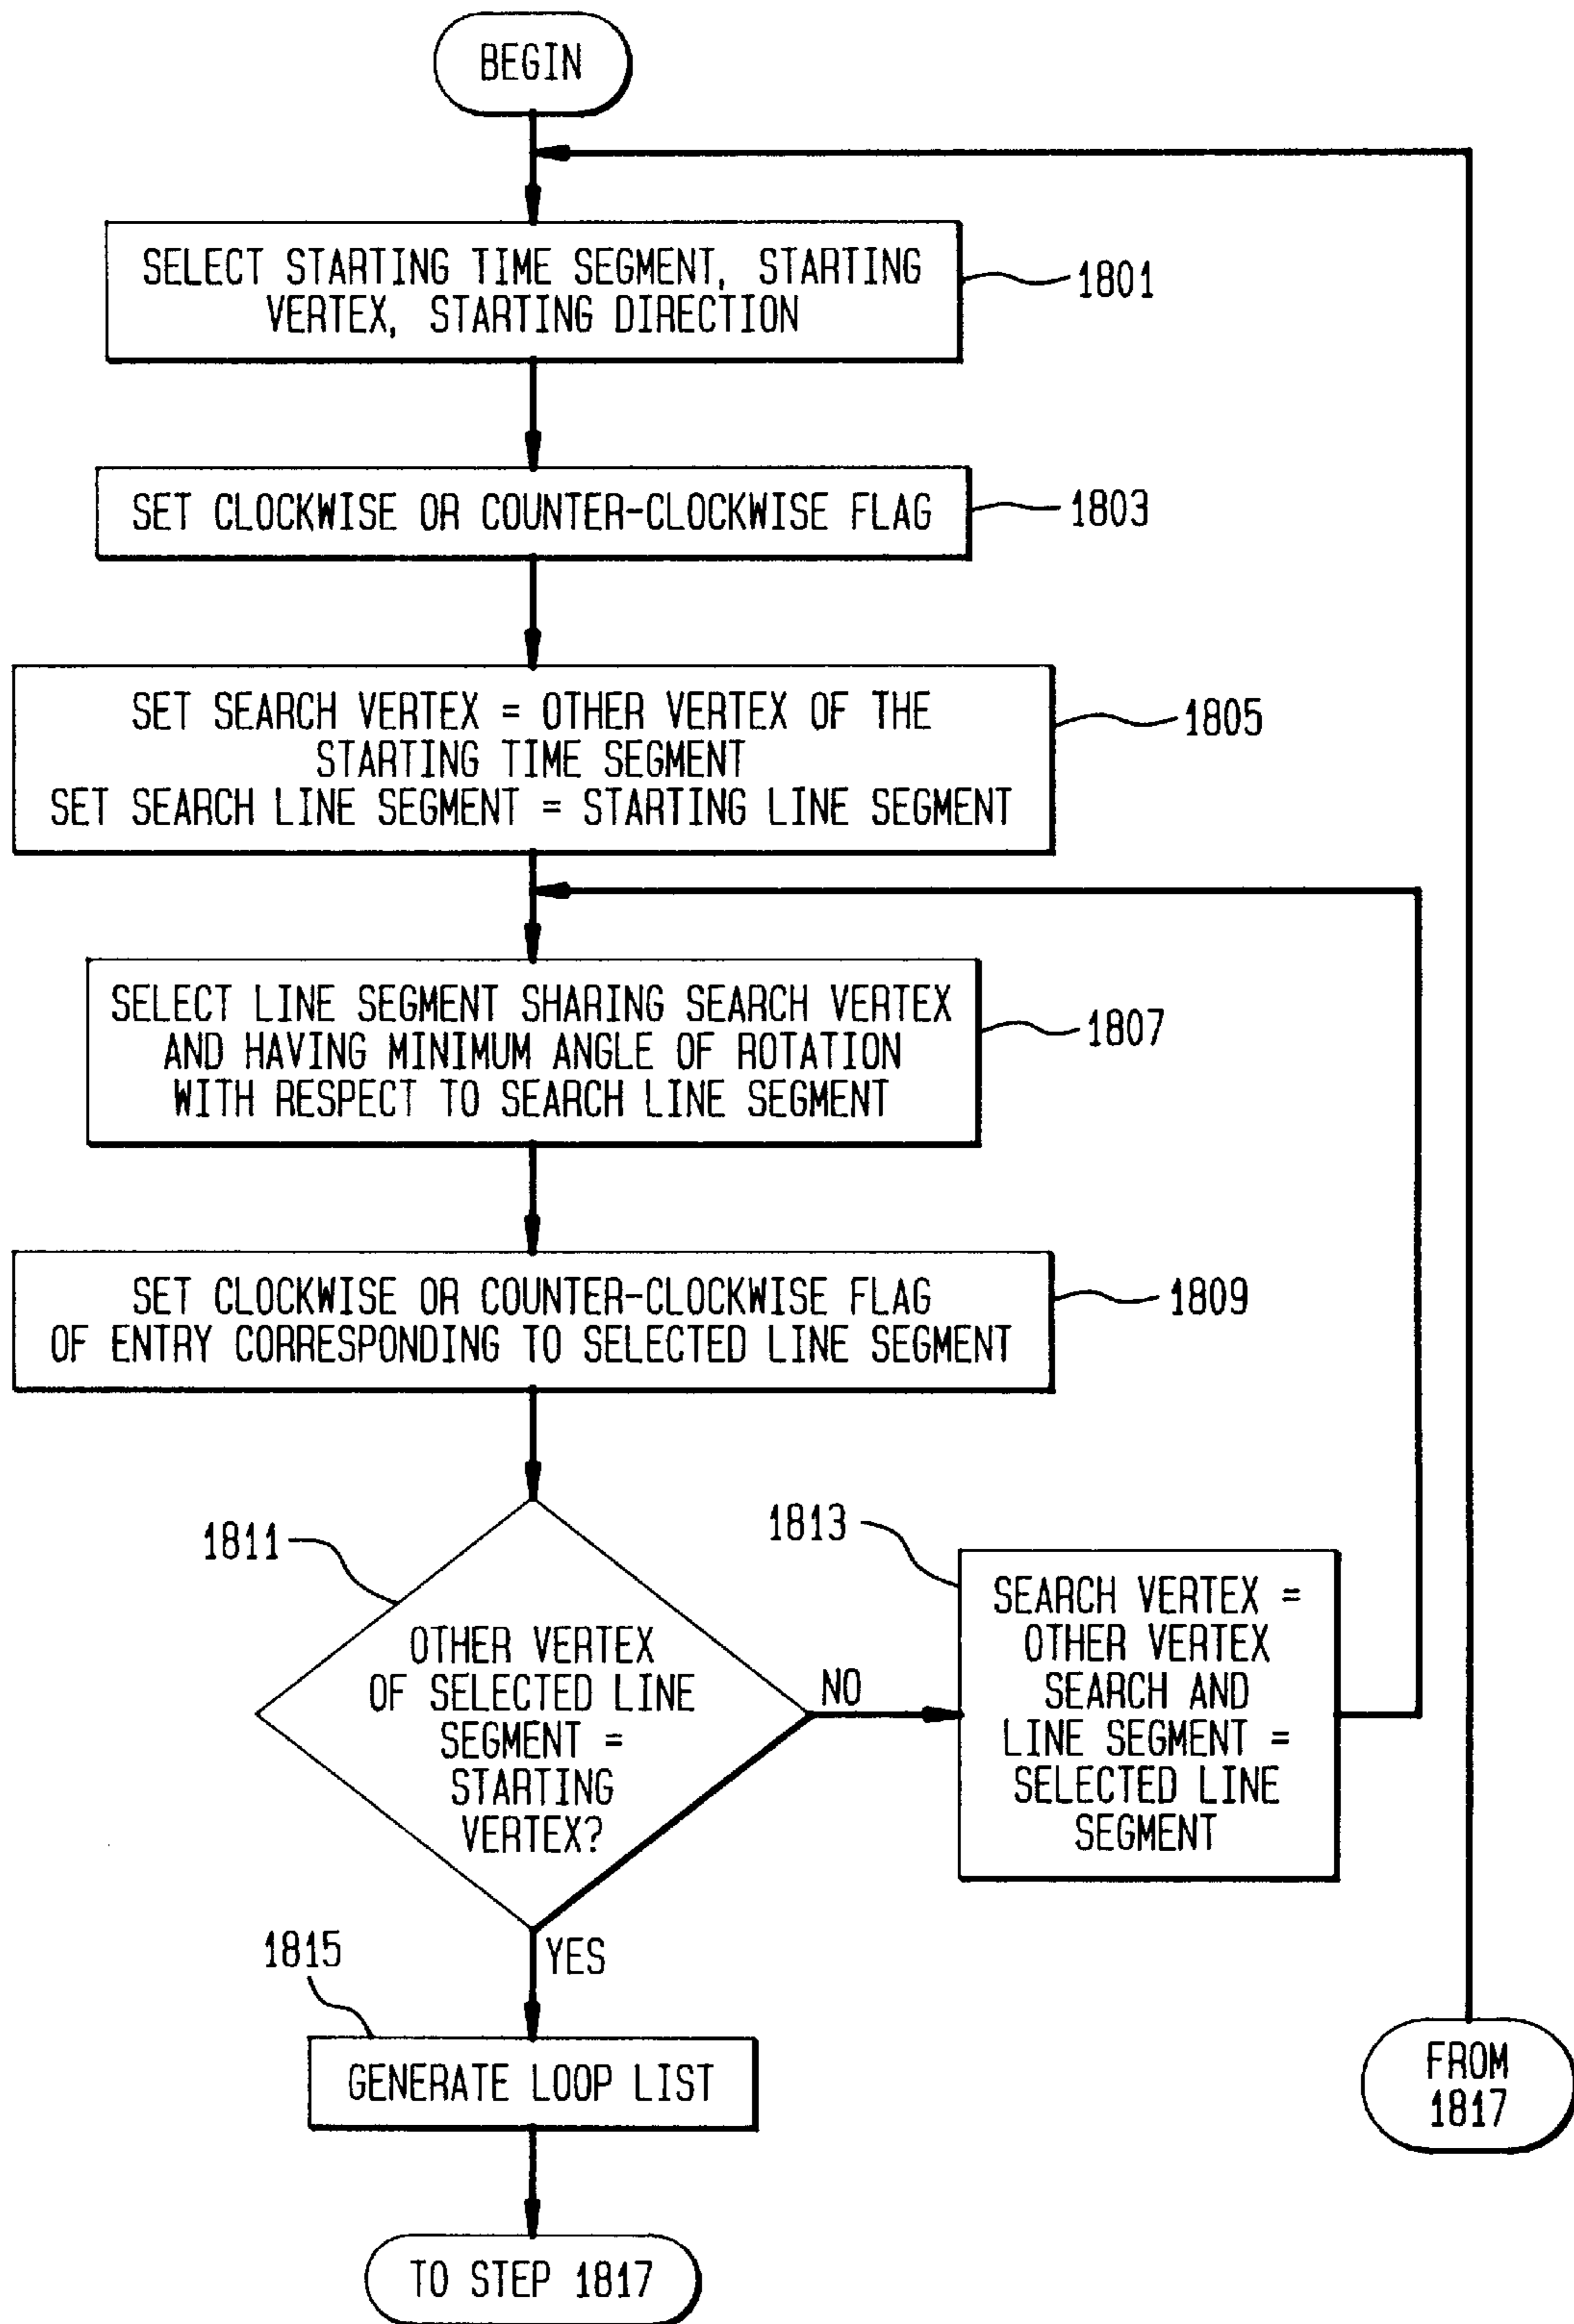 BEGIN
SELECT STARTING TIME SEGMENT, STARTING
VERTEX, STARTING DIRECTION
1801
SET CLOCKWISE OR COUNTER-CLOCKWISE FLAG
1803
SET SEARCH VERTEX = OTHER VERTEX OF THE
STARTING TIME SEGMENT
SET SEARCH LINE SEGMENT = STARTING LINE SEGMENT
1805
SELECT LINE SEGMENT SHARING SEARCH VERTEX
AND HAVING MINIMUM ANGLE OF ROTATION
WITH RESPECT TO SEARCH LINE SEGMENT
1807
SET CLOCKWISE OR COUNTER-CLOCKWISE FLAG
OF ENTRY CORRESPONDING TO SELECTED LINE SEGMENT
1809
1811
OTHER VERTEX
OF SELECTED LINE
SEGMENT =
STARTING
VERTEX?
NO
1813
SEARCH VERTEX =
OTHER VERTEX
SEARCH AND
LINE SEGMENT =
SELECTED LINE
SEGMENT
YES
1815
GENERATE LOOP LIST
FROM
1817
TO STEP 1817